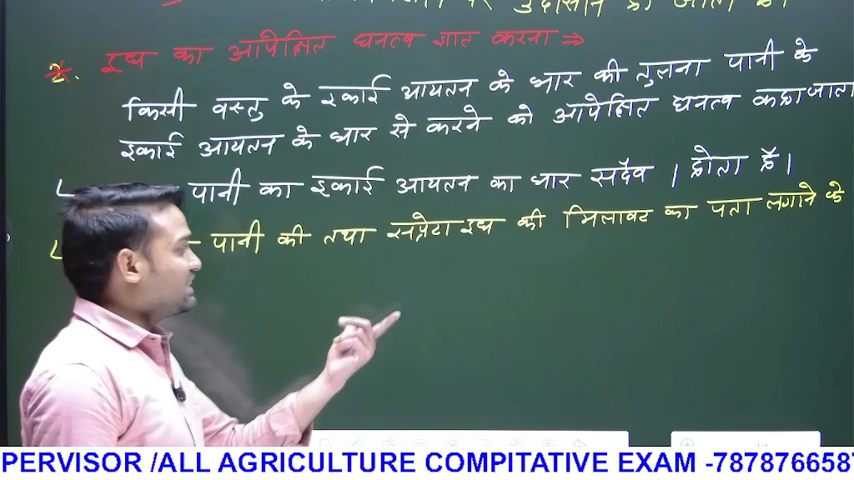 2. दूध का आपेक्षित घनत्व ज्ञात करना ⇒
किसी वस्तु के इकाई आयतन के भार की तुलना पानी के
इकाई आयतन के भार से करने को आपेक्षित घनत्व कहा जाता
पानी का इकाई आयतन का भार सदैव 1 होता है।
पानी की तथा सप्रेटा दूध की मिलावट का पता लगाने के
PERVISOR /ALL AGRICULTURE COMPITATIVE EXAM -787876658